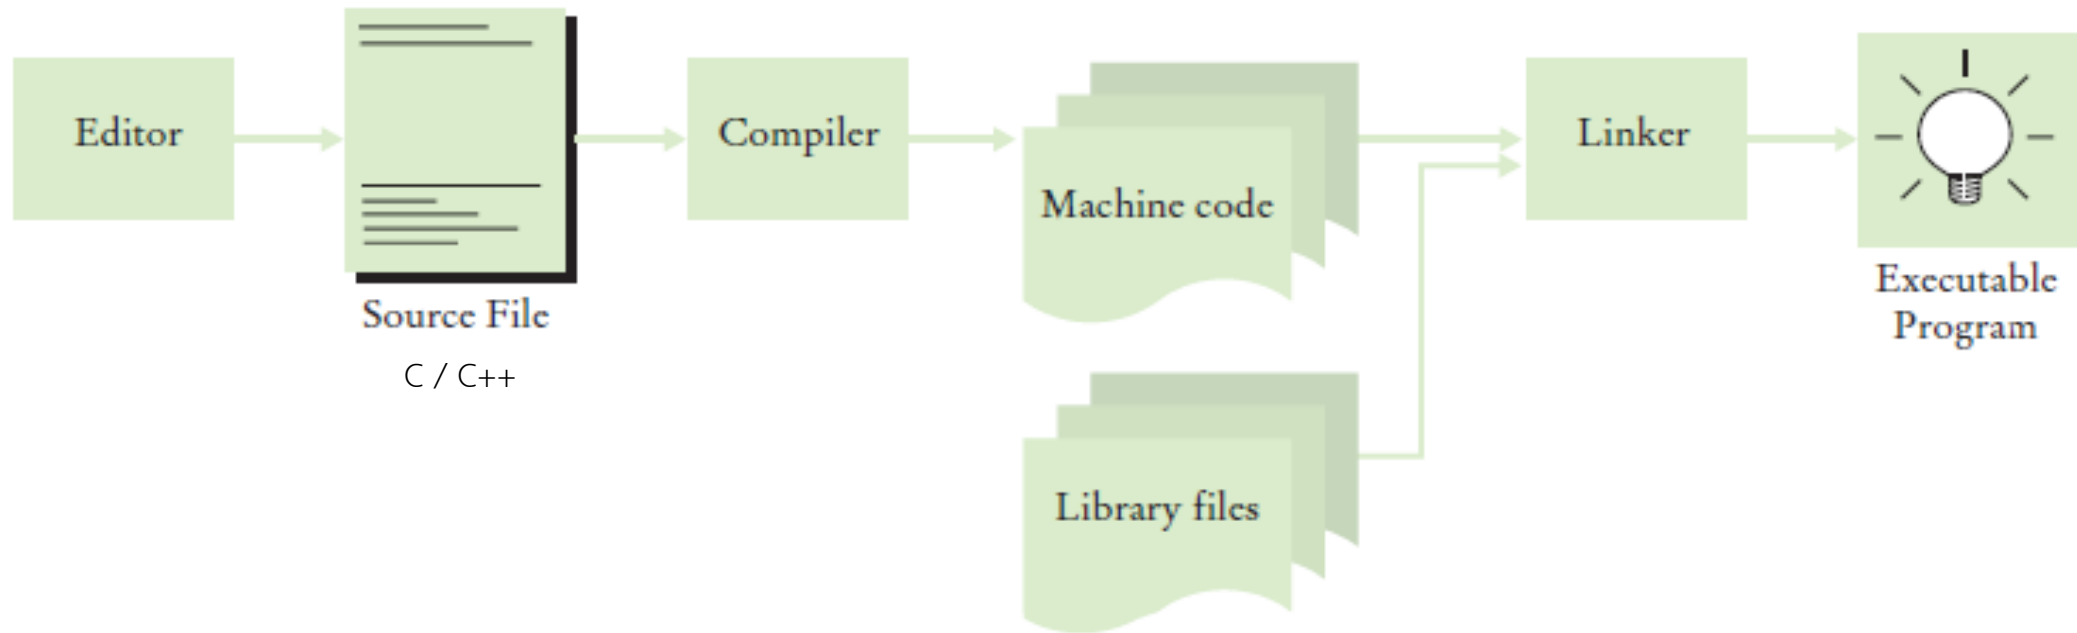 Editor
Source File
C / C++
Compiler
Machine code
Library files
Linker
Executable
Program